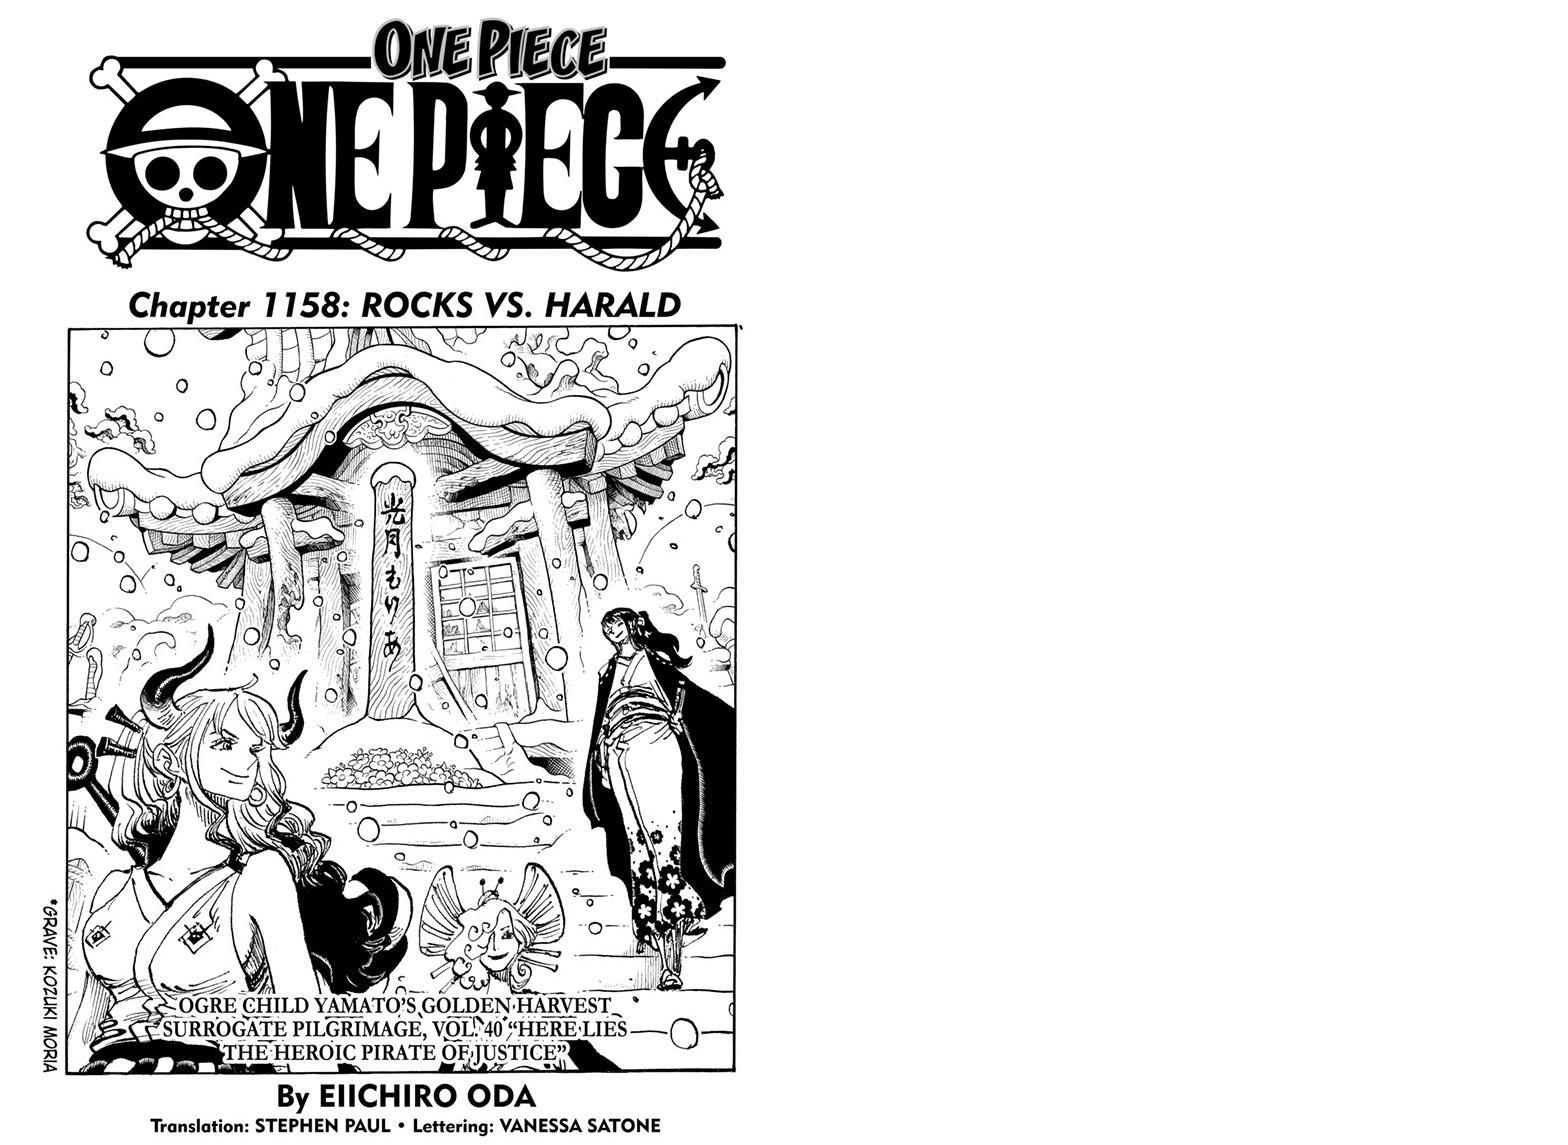 ONE PIECE
ONE PIECE
Chapter 1158: ROCKS VS. HARALD
光月もりあ
*GRAVE: KOZUKI MORIA
OGRE CHILD YAMATO'S GOLDEN HARVEST
SURROGATE PILGRIMAGE, VOL. 40 “HERE LIES
THE HEROIC PIRATE OF JUSTICE”
By EIICHIRO ODA
Translation: STEPHEN PAUL • Lettering: VANESSA SATONE